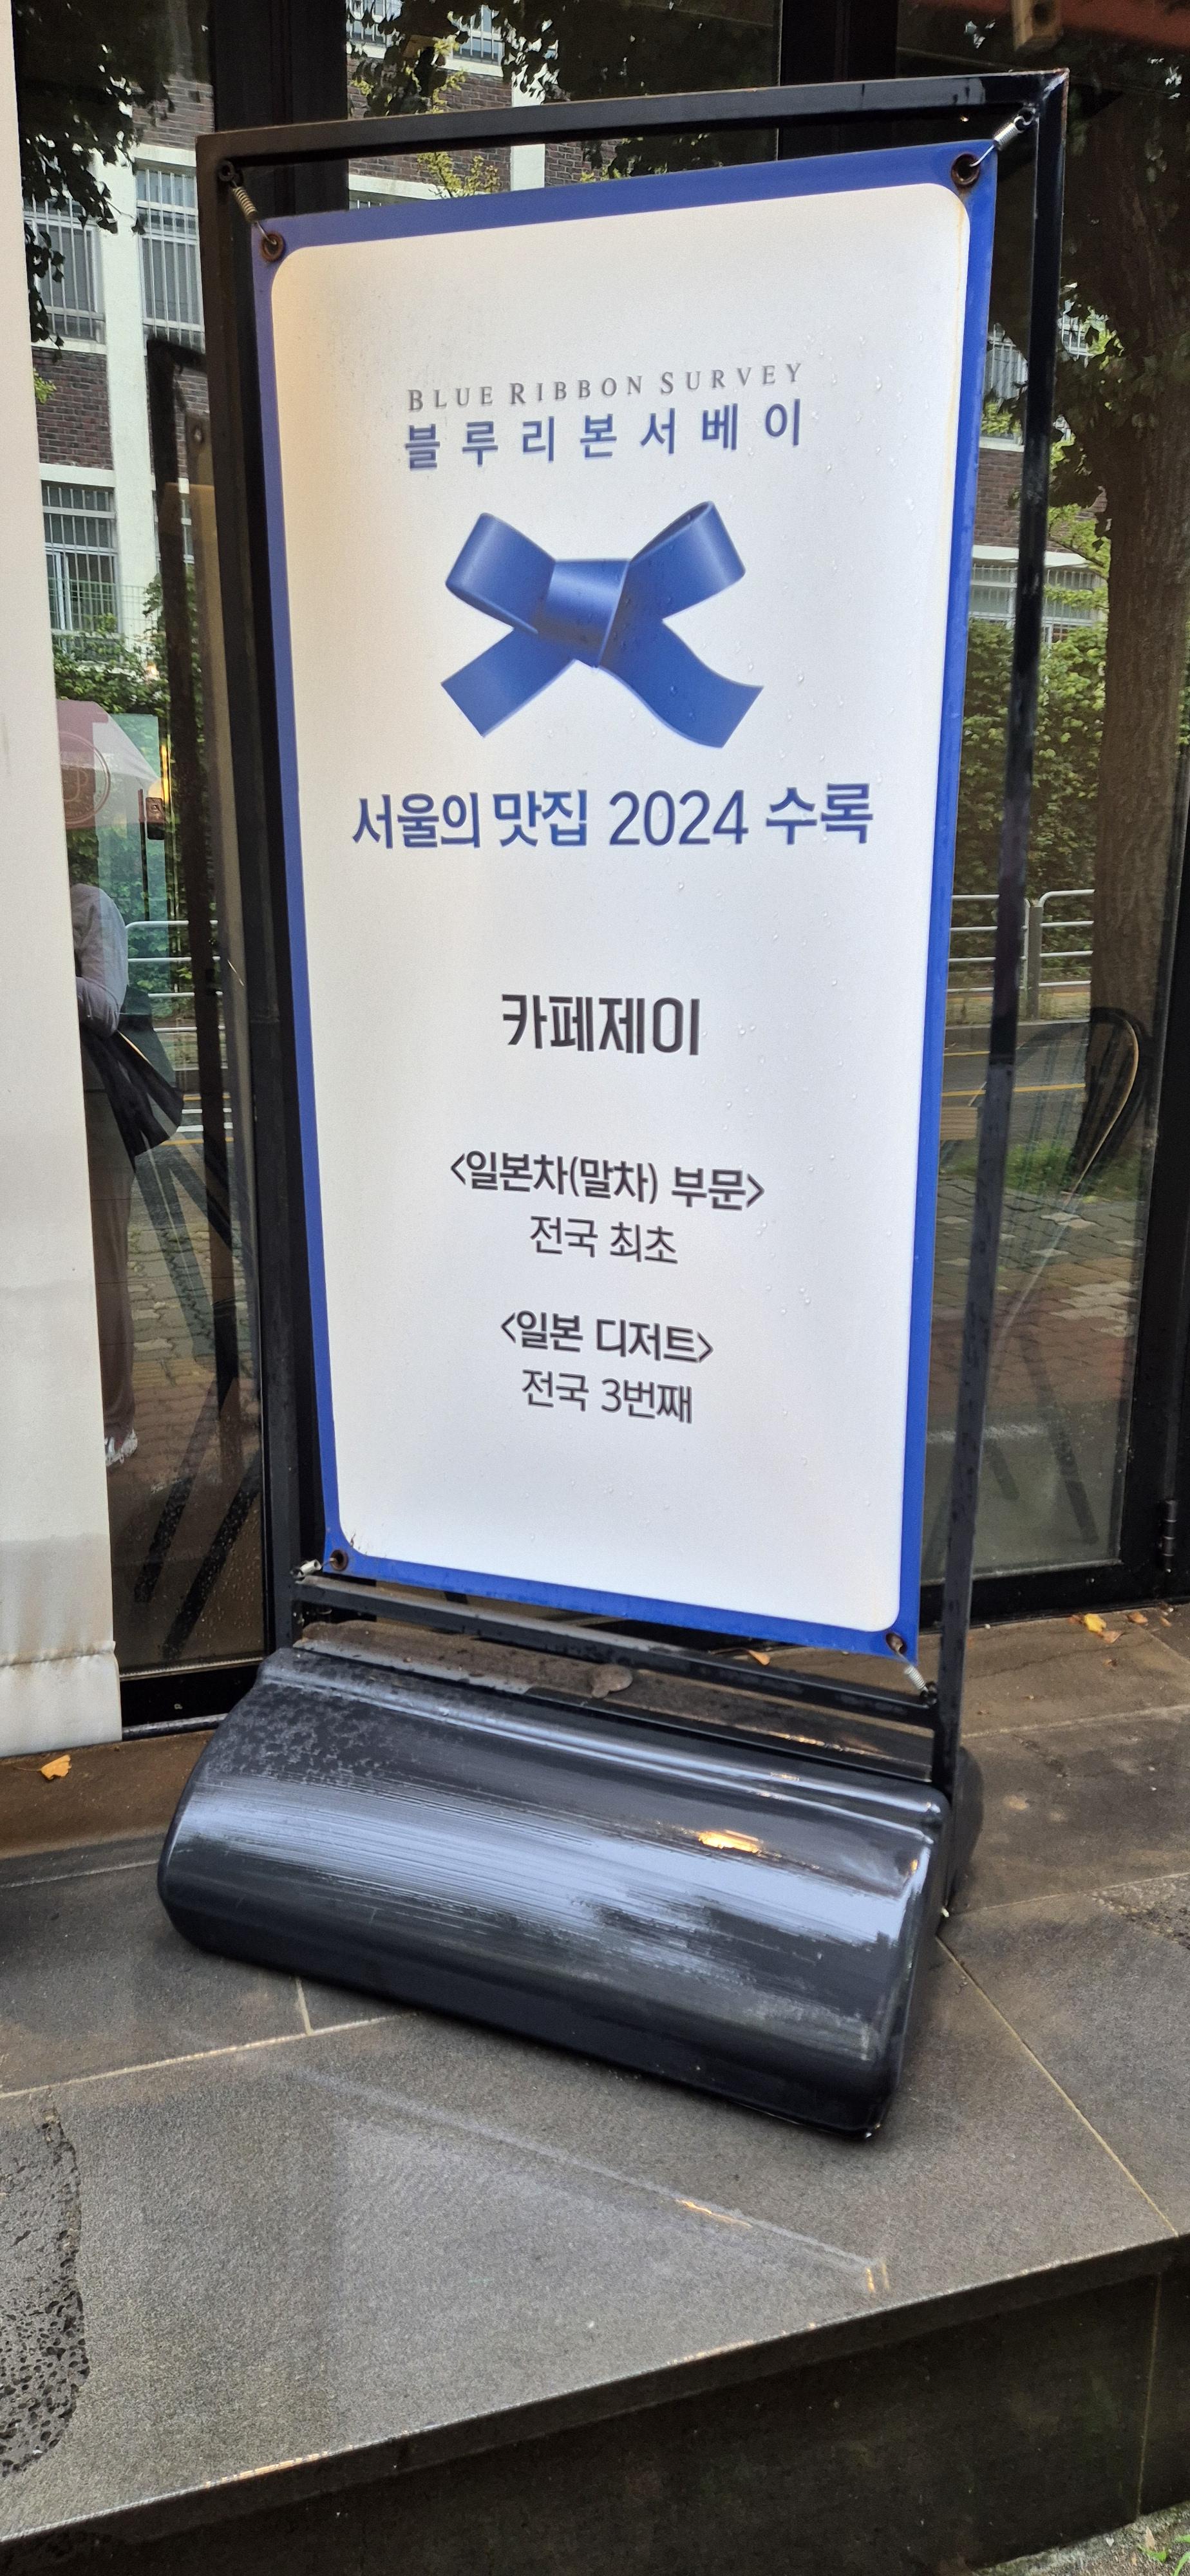 BLUE RIBBON SURVEY
블루리본서베이
서울의 맛집 2024 수록
카페제이
<일본차(말차) 부문>
전국 최초
<일본 디저트>
전국 3번째